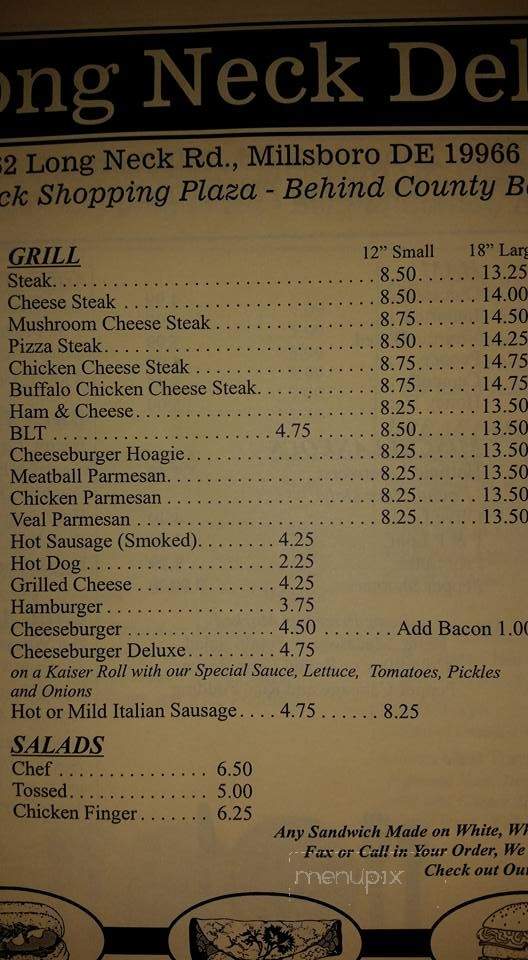 ong Neck Del
62 Long Neck Rd., Millsboro DE 19966
ck Shopping Plaza - Behind County B
GRILL 12" Small 18" Larg
Steak. . . . . . . . . . . . . . . . . . . . . . . . . . . . . . . 8.50. . . . . . 13.25
Cheese Steak . . . . . . . . . . . . . . . . . . . . . . . . 8.50. . . . . . 14.00
Mushroom Cheese Steak . . . . . . . . . . . . . . . 8.75. . . . . . 14.50
Pizza Steak. . . . . . . . . . . . . . . . . . . . . . . . . . 8.50. . . . . . 14.25
Chicken Cheese Steak . . . . . . . . . . . . . . . . . 8.75. . . . . . 14.75
Buffalo Chicken Cheese Steak. . . . . . . . . . . 8.75. . . . . . 14.75
Ham & Cheese. . . . . . . . . . . . . . . . . . . . . . . 8.25. . . . . . 13.50
BLT . . . . . . . . . . . . . . . . . . . . . 4.75 . . . . . . 8.50. . . . . . 13.50
Cheeseburger Hoagie. . . . . . . . . . . . . . . . . . 8.25. . . . . . 13.50
Meatball Parmesan. . . . . . . . . . . . . . . . . . . . 8.25. . . . . . 13.50
Chicken Parmesan . . . . . . . . . . . . . . . . . . . . 8.25. . . . . . 13.50
Veal Parmesan . . . . . . . . . . . . . . . . . . . . . . . 8.25. . . . . . 13.50
Hot Sausage (Smoked). . . . . . . . 4.25
Hot Dog . . . . . . . . . . . . . . . . . . 2.25
Grilled Cheese . . . . . . . . . . . . . 4.25
Hamburger . . . . . . . . . . . . . . . . 3.75
Cheeseburger . . . . . . . . . . . . . . 4.50 . . . . . . . Add Bacon 1.00
Cheeseburger Deluxe. . . . . . . . . 4.75
on a Kaiser Roll with our Special Sauce, Lettuce, Tomatoes, Pickles
and Onions
Hot or Mild Italian Sausage. . . . 4.75 . . . . . . 8.25
SALADS
Chef . . . . . . . . . . . . . . 6.50
Tossed. . . . . . . . . . . . . 5.00
Chicken Finger. . . . . . . 6.25
Any Sandwich Made on White, Wh
Fax or Call in Your Order, We
Check out Our
menupix